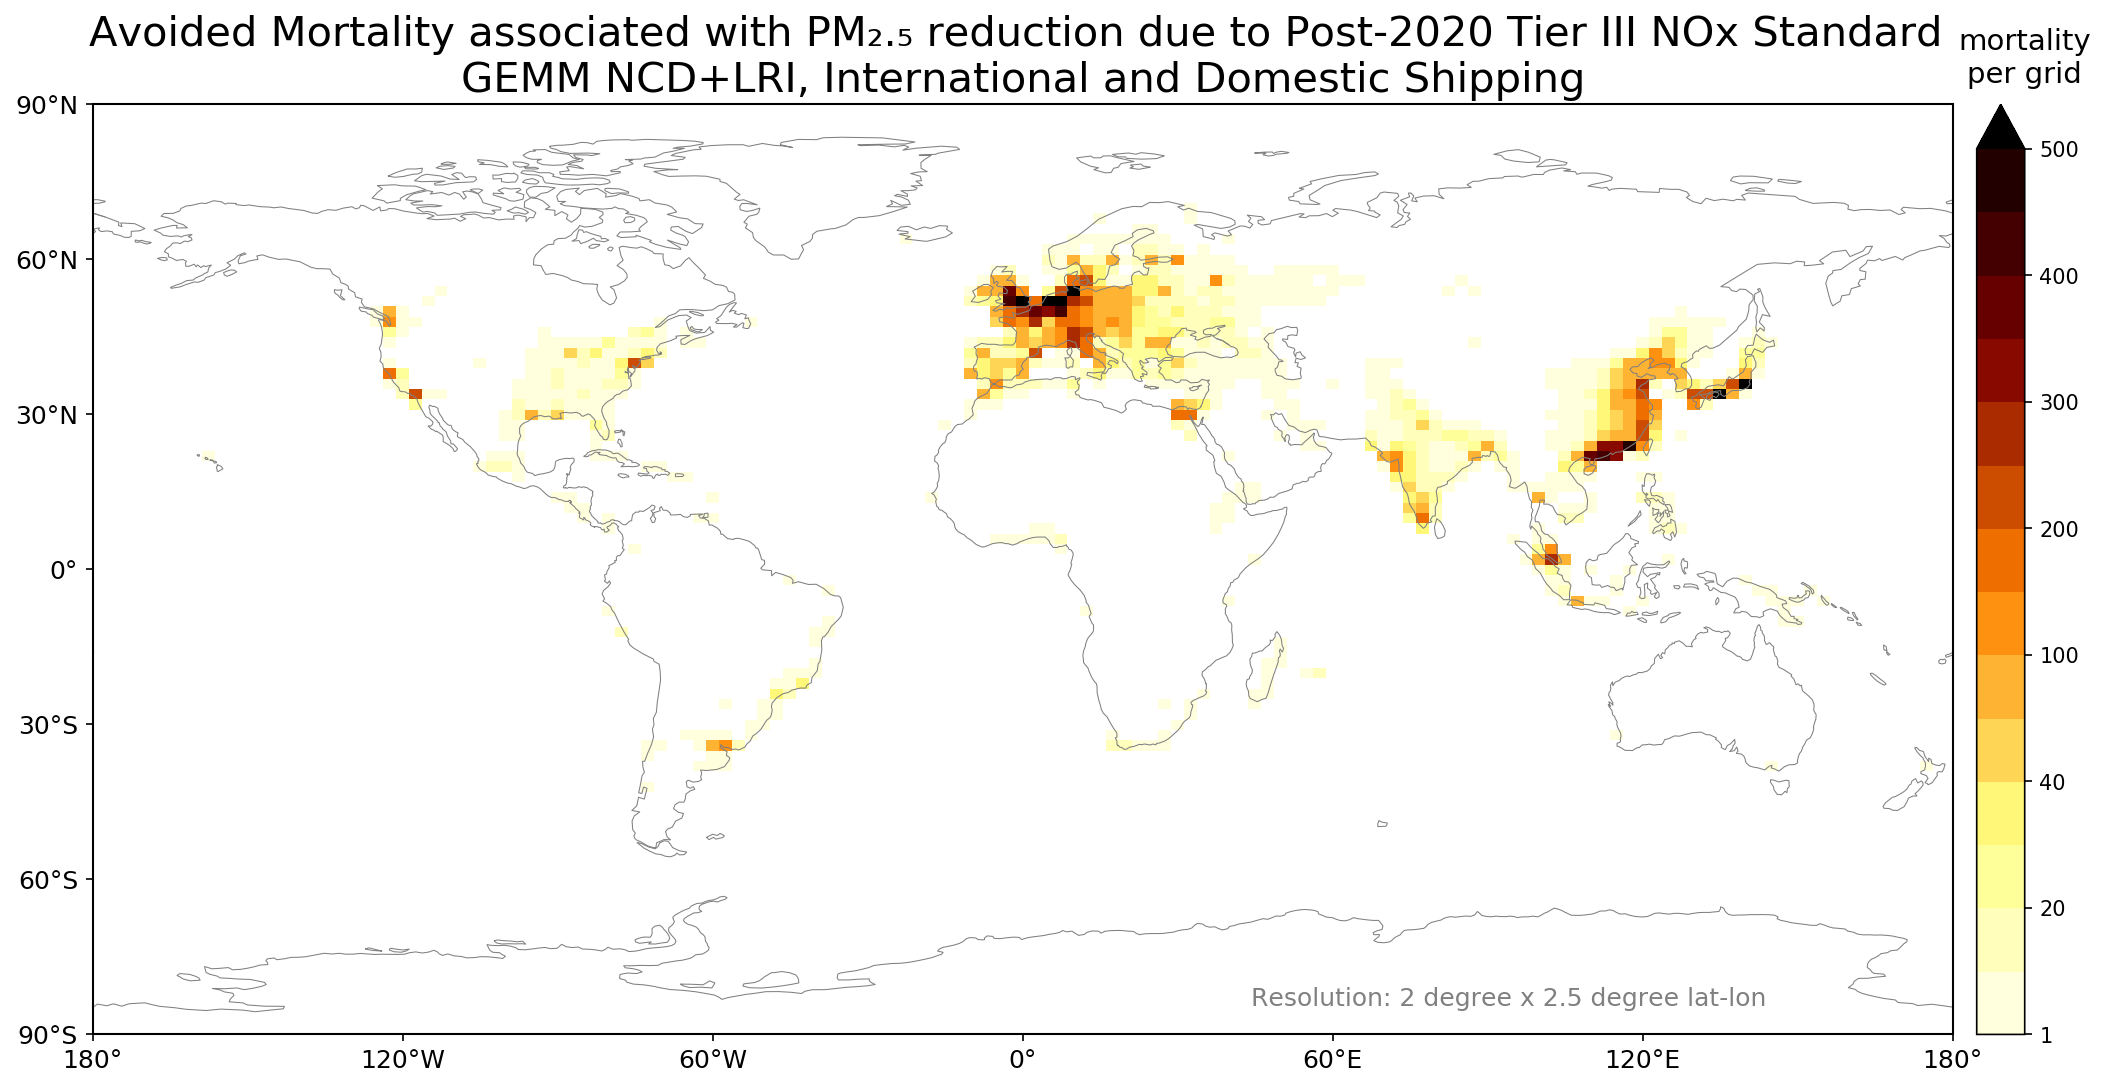 Avoided Mortality associated with PM₂.₅ reduction due to Post-2020 Tier III NOx Standard
GEMM NCD+LRI, International and Domestic Shipping
mortality
per grid
90°N
60°N
30°N
0°
30°S
60°S
90°S
180°
120°W
60°W
0°
60°E
120°E
180°
500
400
300
200
100
40
20
1
Resolution: 2 degree x 2.5 degree lat-lon